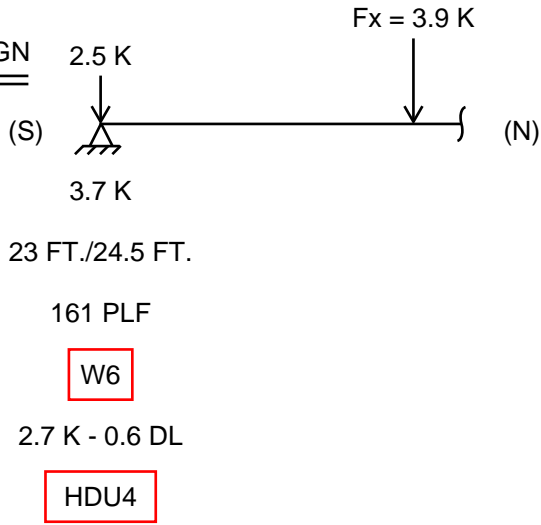 Fx = 3.9 K
GN 2.5 K
(S) (N)
3.7 K
23 FT./24.5 FT.
161 PLF
W6
2.7 K - 0.6 DL
HDU4